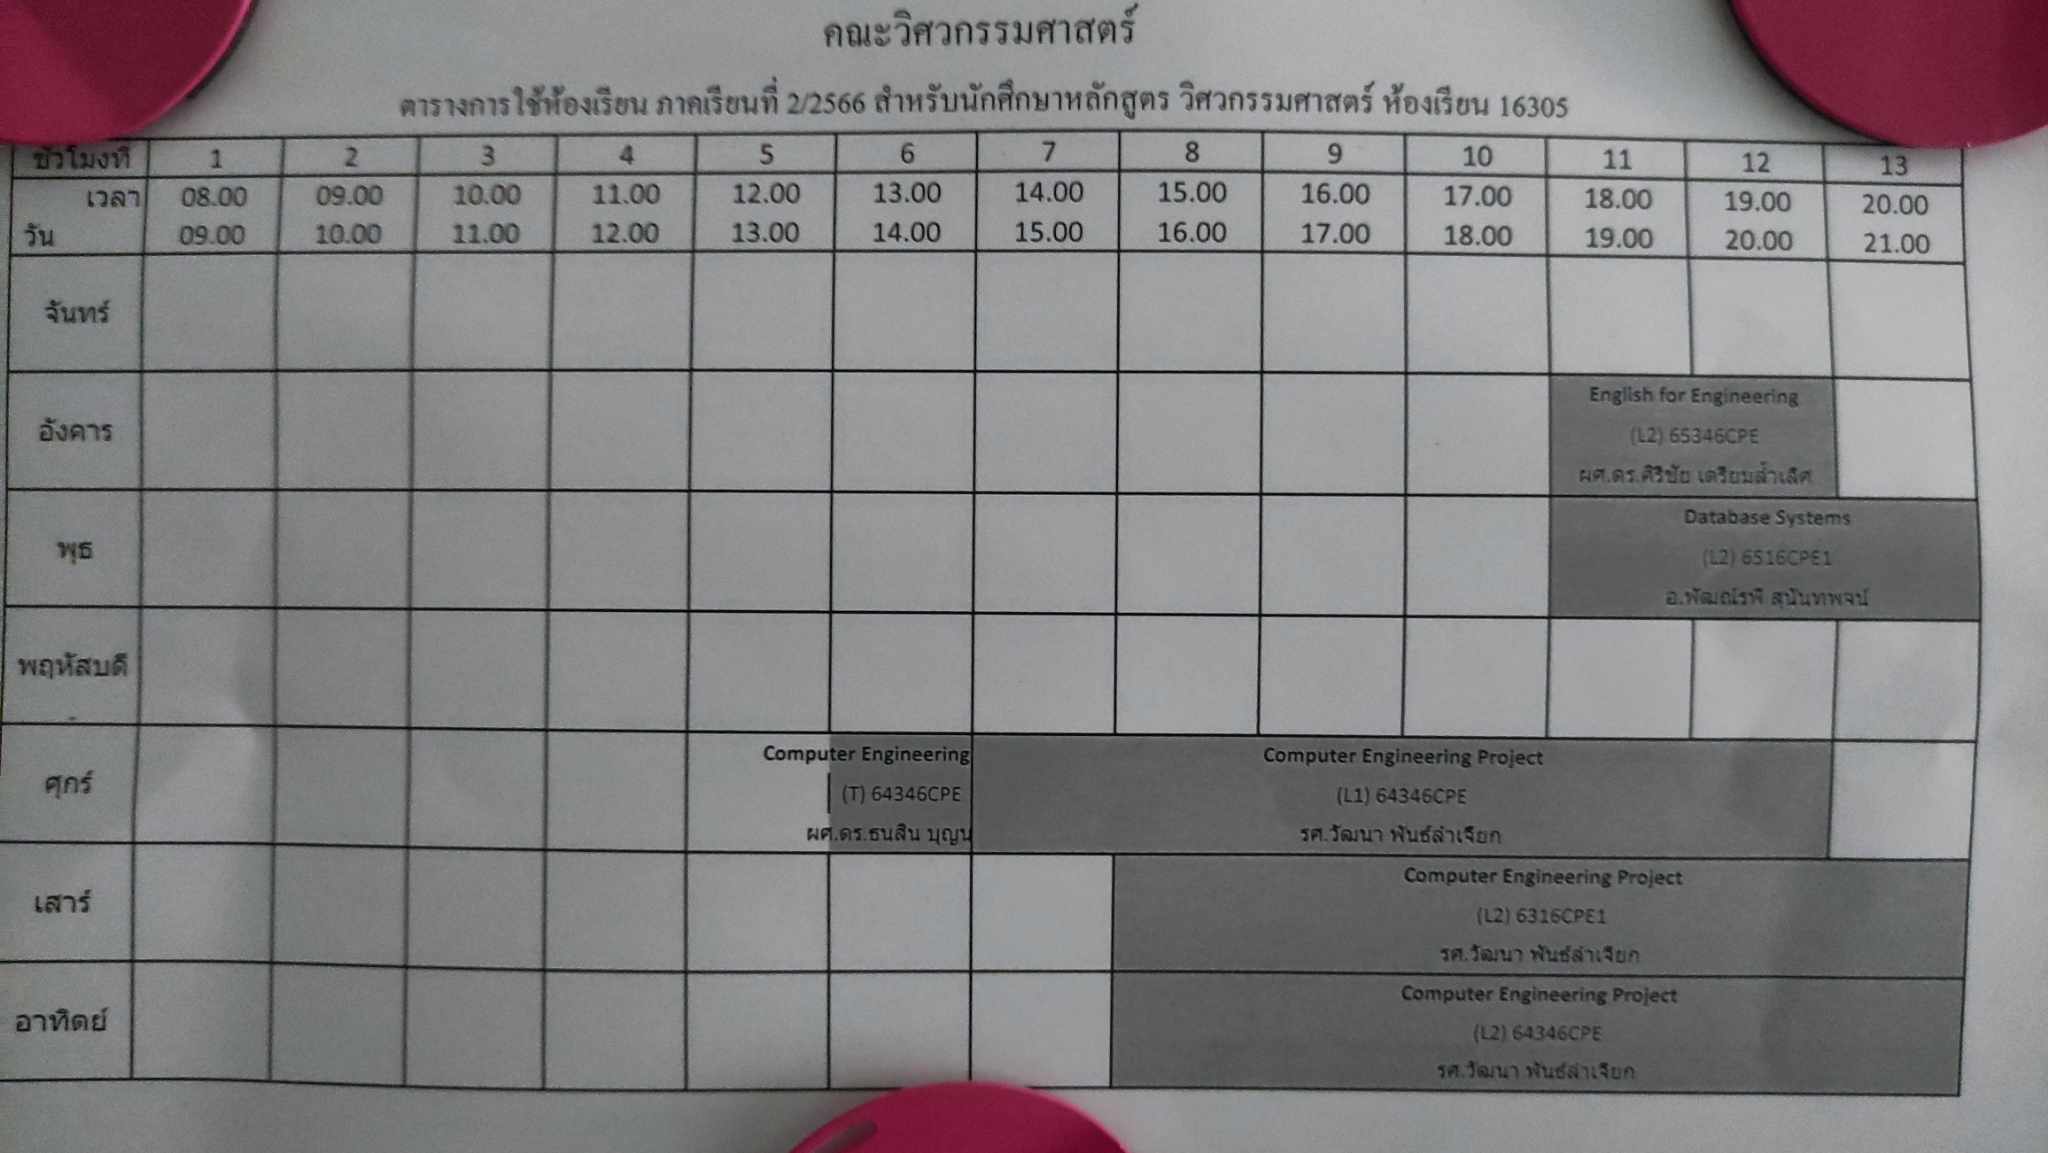 คณะวิศวกรรมศาสตร์
ตารางการใช้ห้องเรียน ภาคเรียนที่ 2/2566 สำหรับนักศึกษาหลักสูตร วิศวกรรมศาสตร์ ห้องเรียน 16305
ชั่วโมงที่ 1 2 3 4 5 6 7 8 9 10 11 12 13
เวลา 08.00 09.00 10.00 11.00 12.00 13.00 14.00 15.00 16.00 17.00 18.00 19.00 20.00
วัน 09.00 10.00 11.00 12.00 13.00 14.00 15.00 16.00 17.00 18.00 19.00 20.00 21.00
จันทร์
อังคาร
English for Engineering
(L2) 65346CPE
ผศ.ดร.ศิริชัย เตรียมล้ำเลิศ
พุธ
Database Systems
(L2) 6516CPE1
อ.พัฒณ์รพี สุนันทพจน์
พฤหัสบดี
ศุกร์
Computer Engineering
(T) 64346CPE
ผศ.ดร.ธนสิน บุญน
Computer Engineering Project
(L1) 64346CPE
รศ.วัฒนา พันธ์ลำเจียก
เสาร์
Computer Engineering Project
(L2) 6316CPE1
รศ.วัฒนา พันธ์ลำเจียก
อาทิตย์
Computer Engineering Project
(L2) 64346CPE
รศ.วัฒนา พันธ์ลำเจียก